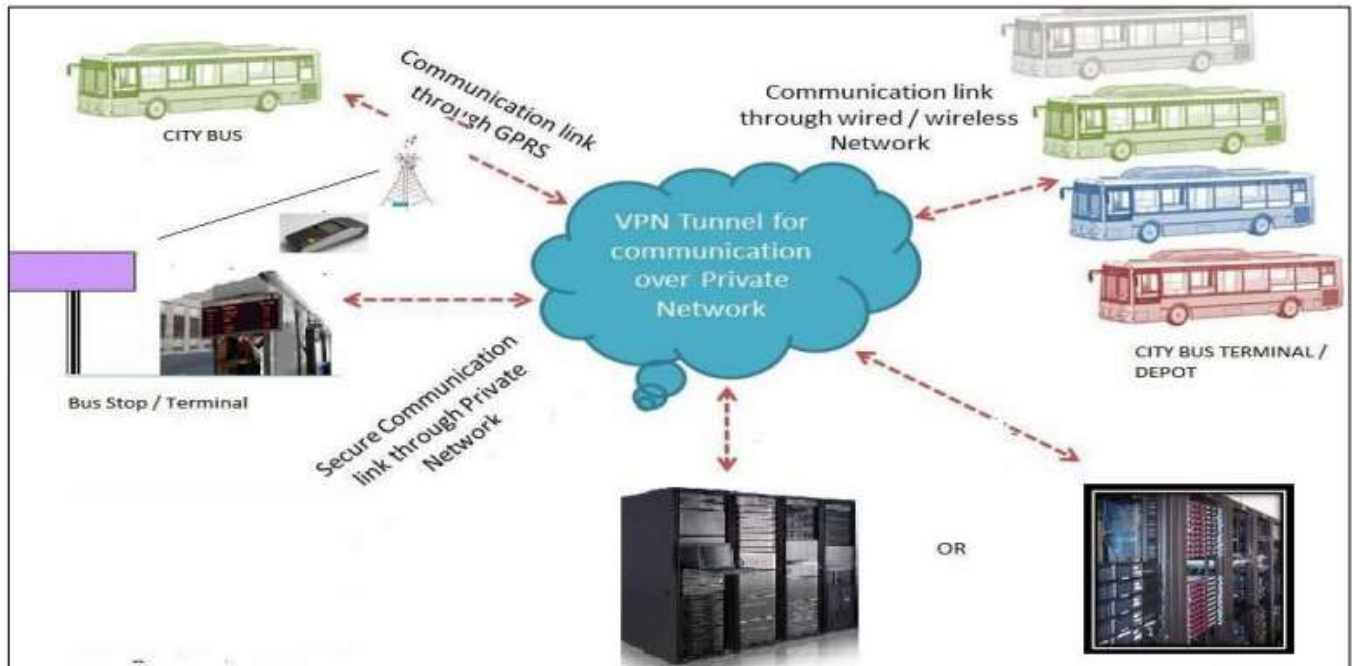 Communication link
through GPRS
Communication link
through wired / wireless
Network
CITY BUS
VPN Tunnel for
communication
over Private
Network
CITY BUS TERMINAL /
DEPOT
Bus Stop / Terminal
Secure Communication
link through Private
Network
OR